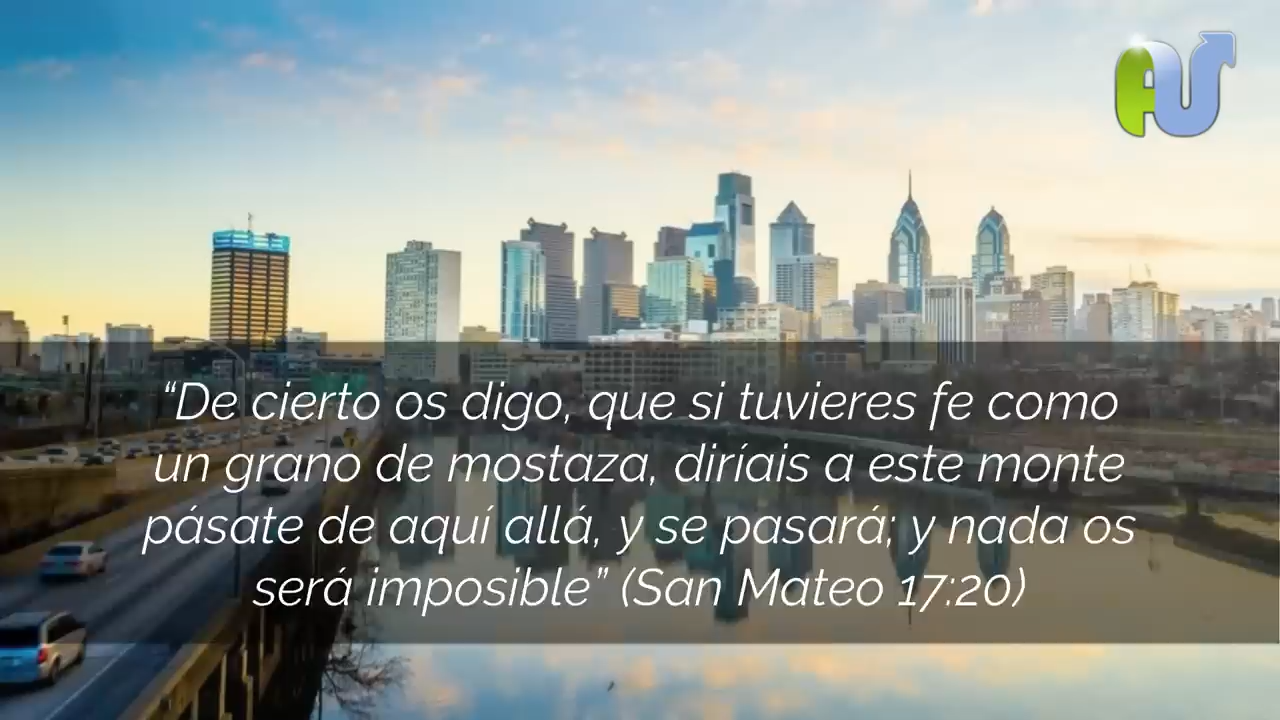 AU
“De cierto os digo, que si tuvieres fe como
un grano de mostaza, diríais a este monte
pásate de aquí allá, y se pasará; y nada os
será imposible” (San Mateo 17:20)